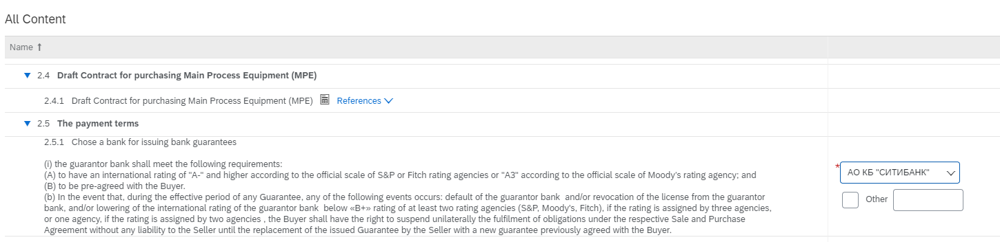 All Content
Name ↑
2.4 Draft Contract for purchasing Main Process Equipment (MPE)
2.4.1 Draft Contract for purchasing Main Process Equipment (MPE) References
2.5 The payment terms
2.5.1 Chose a bank for issuing bank guarantees
(i) the guarantor bank shall meet the following requirements:
(A) to have an international rating of "A-" and higher according to the official scale of S&P or Fitch rating agencies or "A3" according to the official scale of Moody's rating agency; and
(B) to be pre-agreed with the Buyer.
(b) In the event that, during the effective period of any Guarantee, any of the following events occurs: default of the guarantor bank and/or revocation of the license from the guarantor
bank, and/or lowering of the international rating of the guarantor bank below «B+» rating of at least two rating agencies (S&P, Moody's, Fitch), if the rating is assigned by three agencies,
or one agency, if the rating is assigned by two agencies , the Buyer shall have the right to suspend unilaterally the fulfilment of obligations under the respective Sale and Purchase
Agreement without any liability to the Seller until the replacement of the issued Guarantee by the Seller with a new guarantee previously agreed with the Buyer.
* АО КБ "СИТИБАНК"
Other